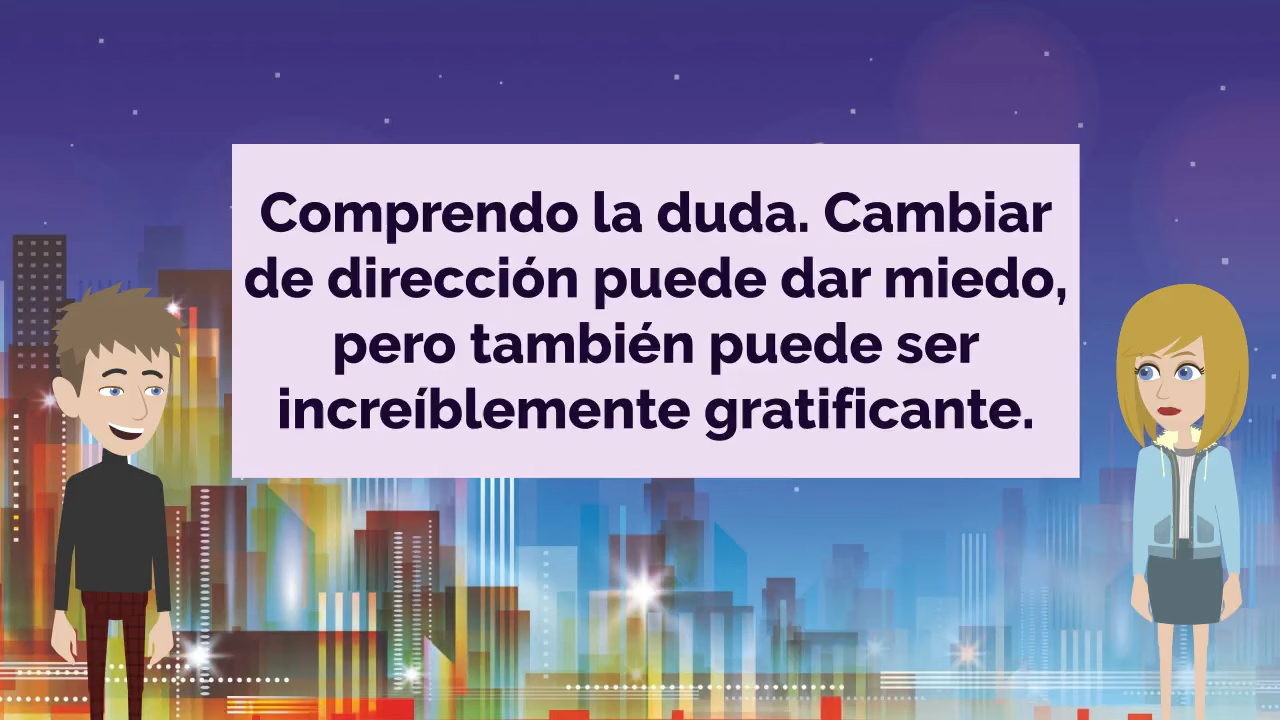 Comprendo la duda. Cambiar
de dirección puede dar miedo,
pero también puede ser
increíblemente gratificante.